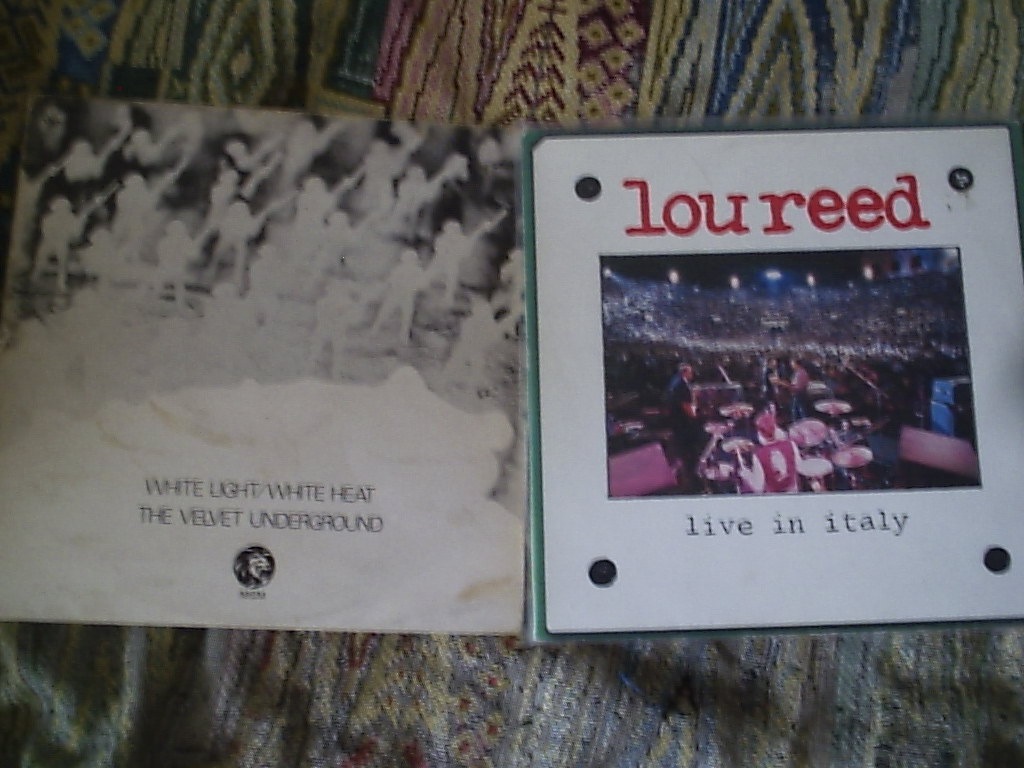 WHITE LIGHT/WHITE HEAT
THE VELVET UNDERGROUND
lou reed
live in italy